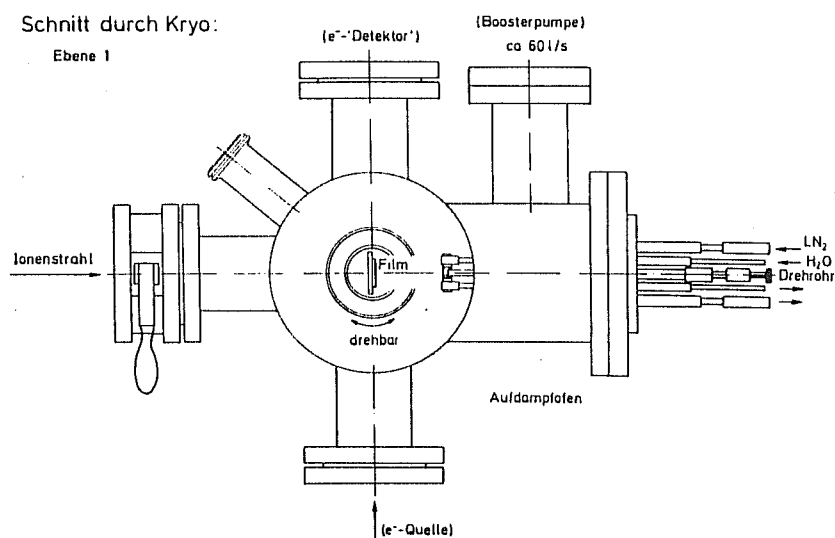 Schnitt durch Kryo:
Ebene 1
(e⁻-'Detektor')
(Boosterpumpe)
ca 60 l/s
Ionenstrahl
Film
drehbar
LN₂
H₂O
Drehrohr
Aufdampfofen
(e⁻-Quelle)